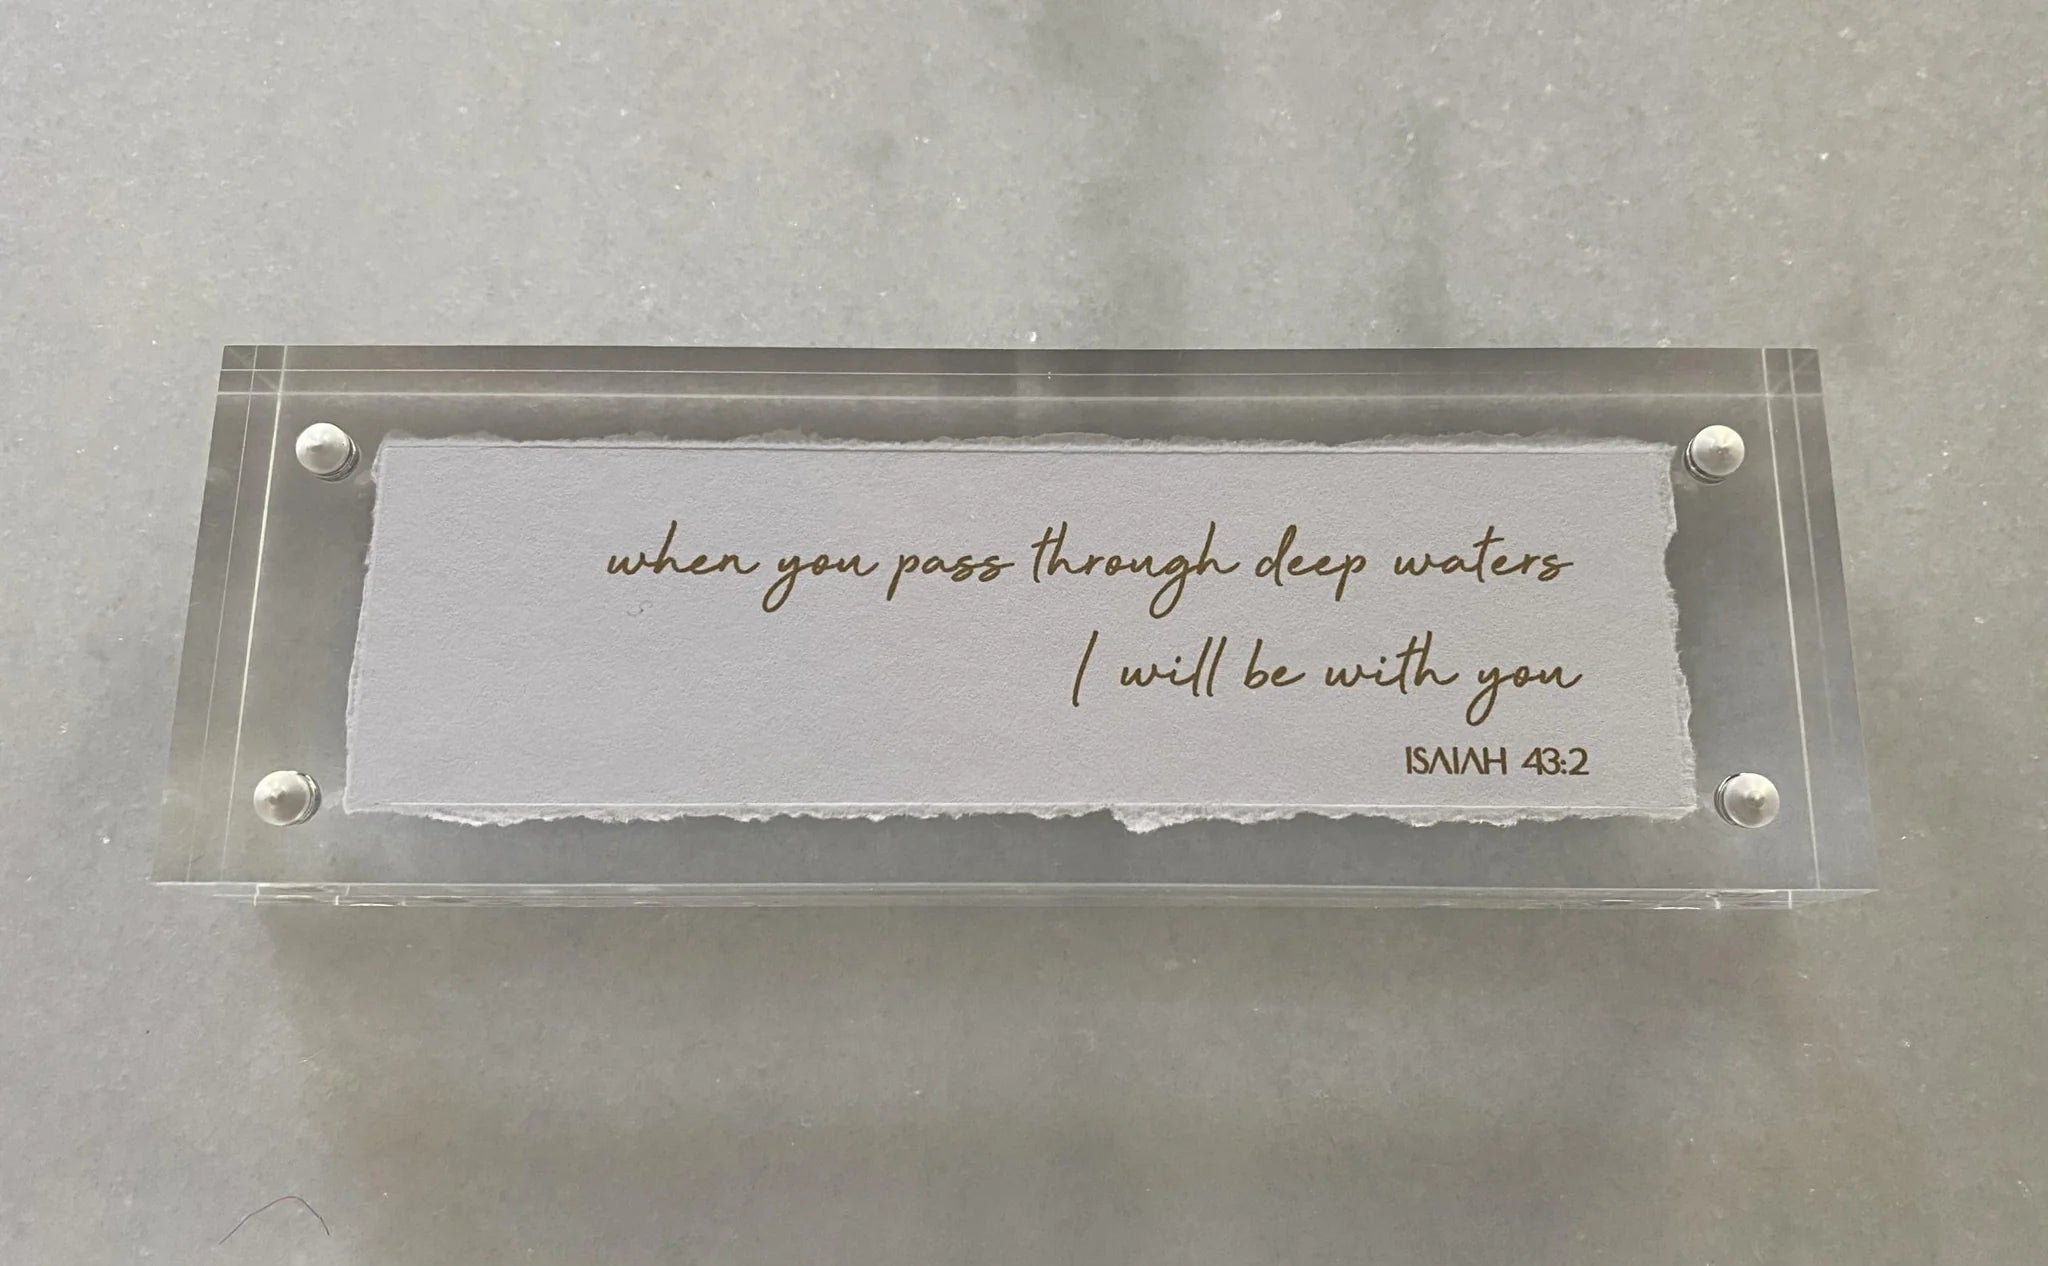 when you pass through deep waters
I will be with you
ISAIAH 43:2